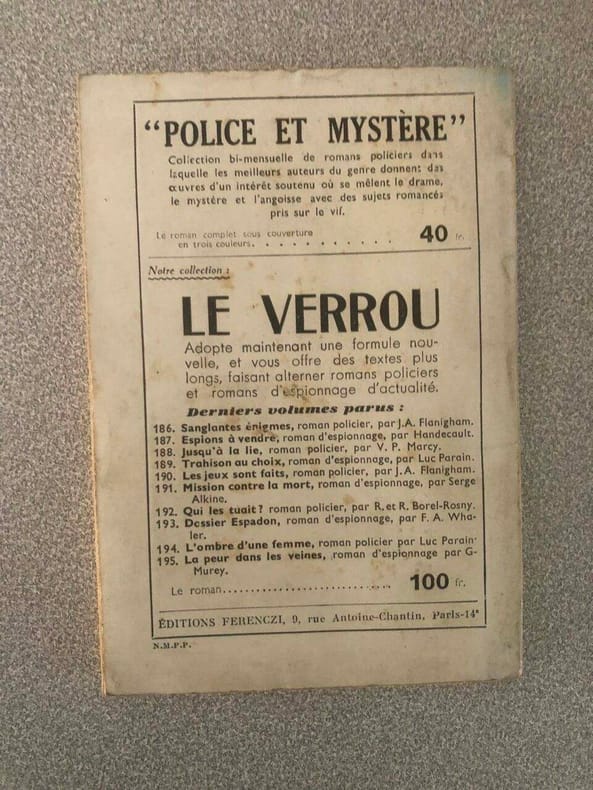 “POLICE ET MYSTÈRE”
Collection bi-mensuelle de romans policiers dans
laquelle les meilleurs auteurs du genre donnent des
œuvres d'un intérêt soutenu où se mêlent le drame,
le mystère et l'angoisse avec des sujets romancés
pris sur le vif.
Le roman complet sous couverture
en trois couleurs. . . . . . . . . . . 40 fr.
Notre collection :
LE VERROU
Adopte maintenant une formule nou-
velle, et vous offre des textes plus
longs, faisant alterner romans policiers
et romans d'espionnage d'actualité.
Derniers volumes parus :
186. Sanglantes énigmes, roman policier, par J.A. Flanigham.
187. Espions à vendre, roman d'espionnage, par Handecault.
188. Jusqu'à la lie, roman policier, par V. P. Marcy.
189. Trahison au choix, roman d'espionnage, par Luc Parain.
190. Les jeux sont faits, roman policier, par J.A. Flanigham.
191. Mission contre la mort, roman d'espionnage, par Serge
Alkine.
192. Qui les tuait ? roman policier, par R. et R. Borel-Rosny.
193. Dossier Espadon, roman d'espionnage, par F. A. Wha-
ler.
194. L'ombre d'une femme, roman policier par Luc Parain.
195. La peur dans les veines, roman d'espionnage par G-
Murey.
Le roman.............................. 100 fr.
ÉDITIONS FERENCZI, 9, rue Antoine-Chantin, Paris-14e
N.M.P.P.